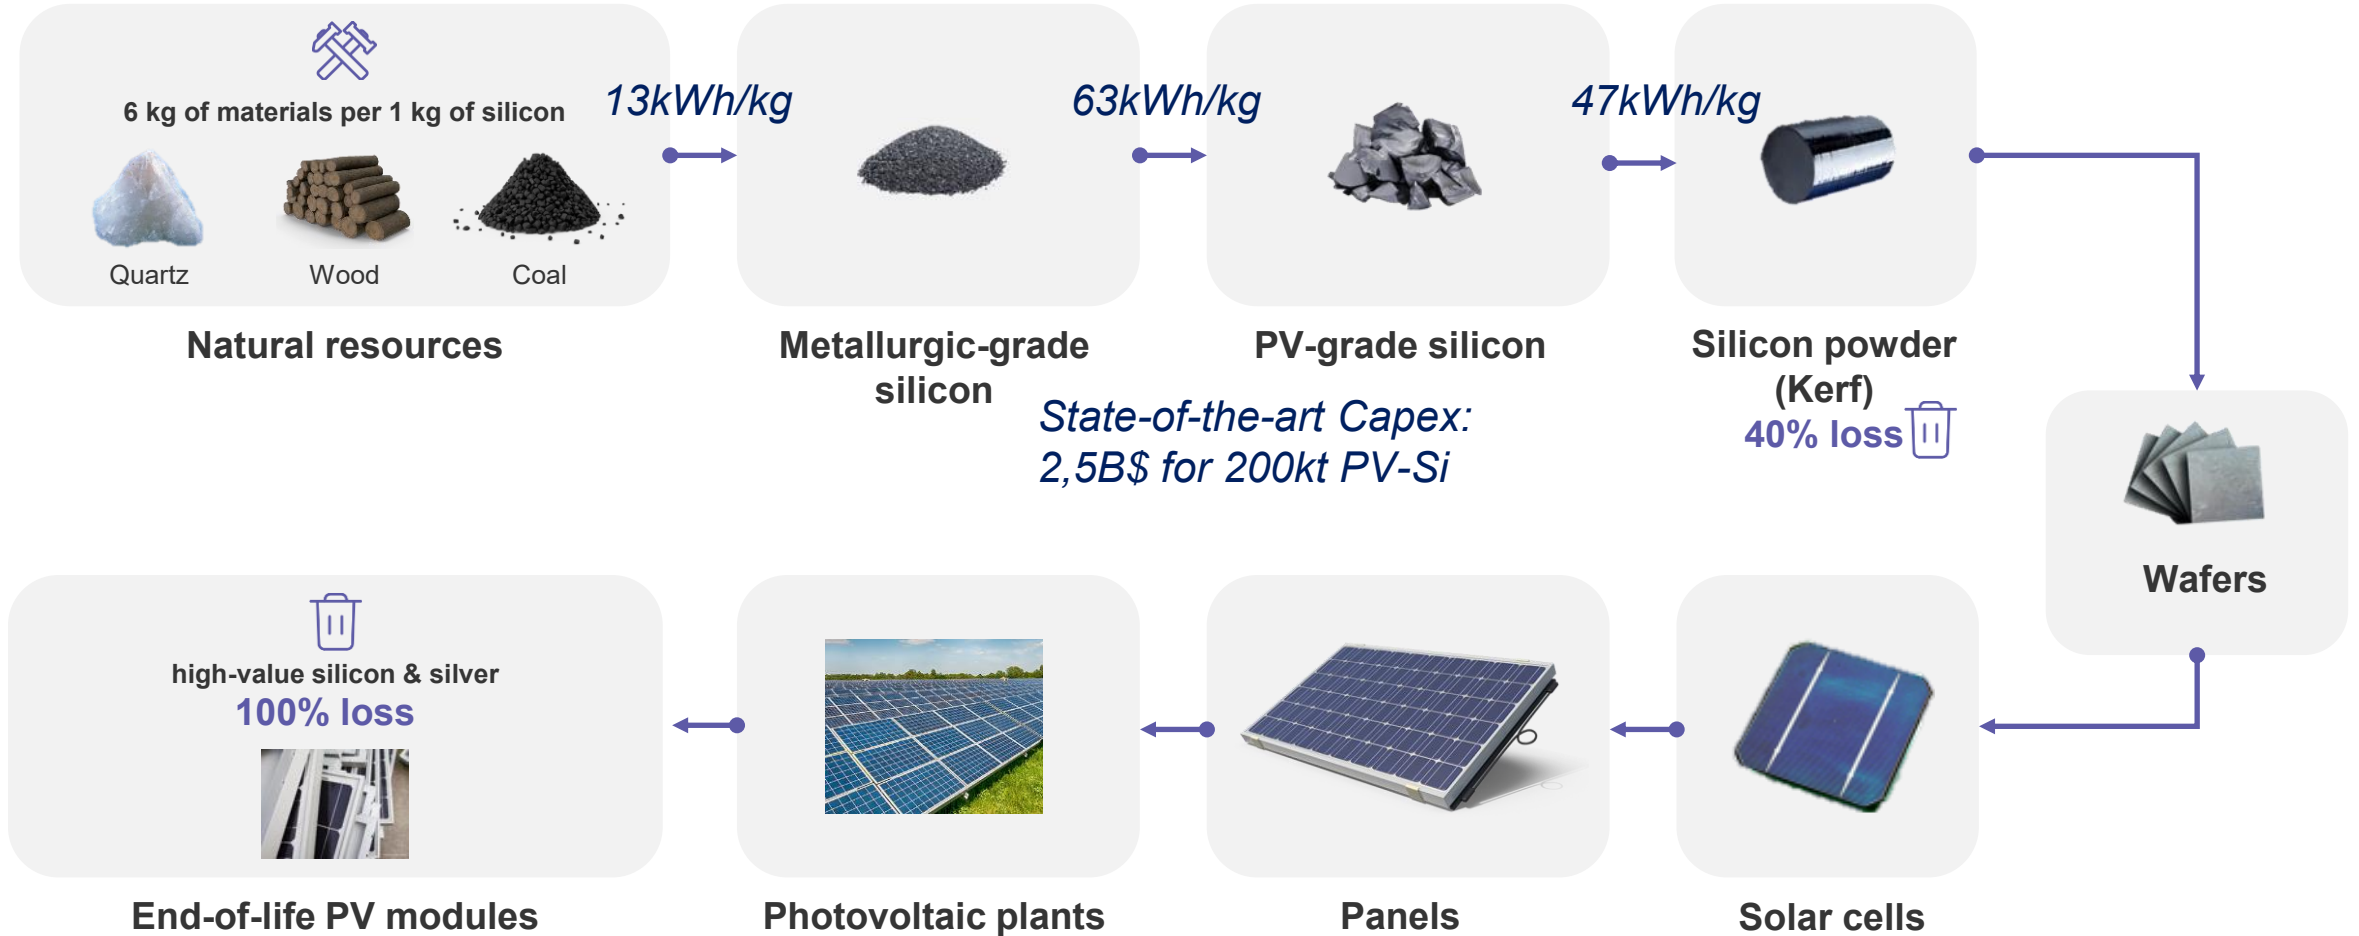 6 kg of materials per 1 kg of silicon
Quartz
Wood
Coal
Natural resources
13kWh/kg
Metallurgic-grade
silicon
63kWh/kg
PV-grade silicon
State-of-the-art Capex:
2,5B$ for 200kt PV-Si
47kWh/kg
Silicon powder
(Kerf)
40% loss
Wafers
Solar cells
Panels
Photovoltaic plants
high-value silicon & silver
100% loss
End-of-life PV modules